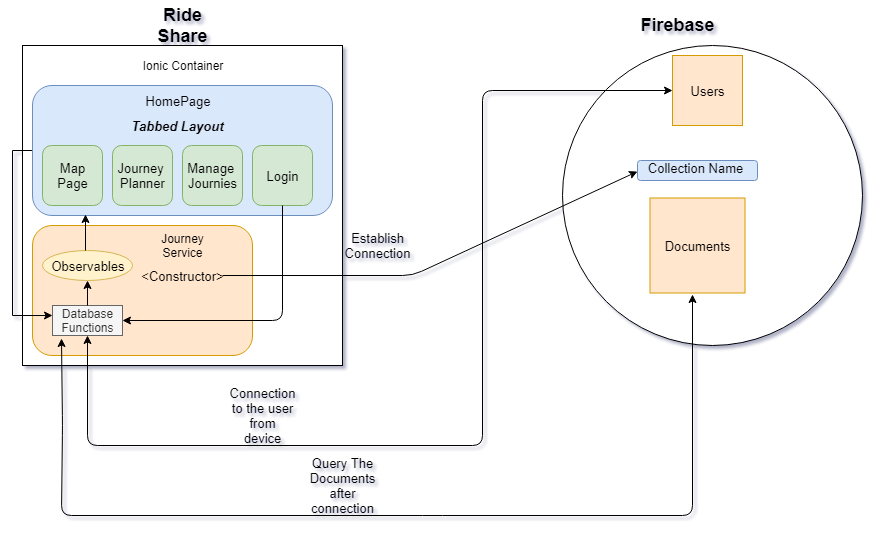 Ride
Share
Firebase
Ionic Container
HomePage
Tabbed Layout
Map
Page
Journey
Planner
Manage
Journies
Login
Users
Collection Name
Documents
Journey
Service
Observables
<Constructor>
Database
Functions
Establish
Connection
Connection
to the user
from
device
Query The
Documents
after
connection